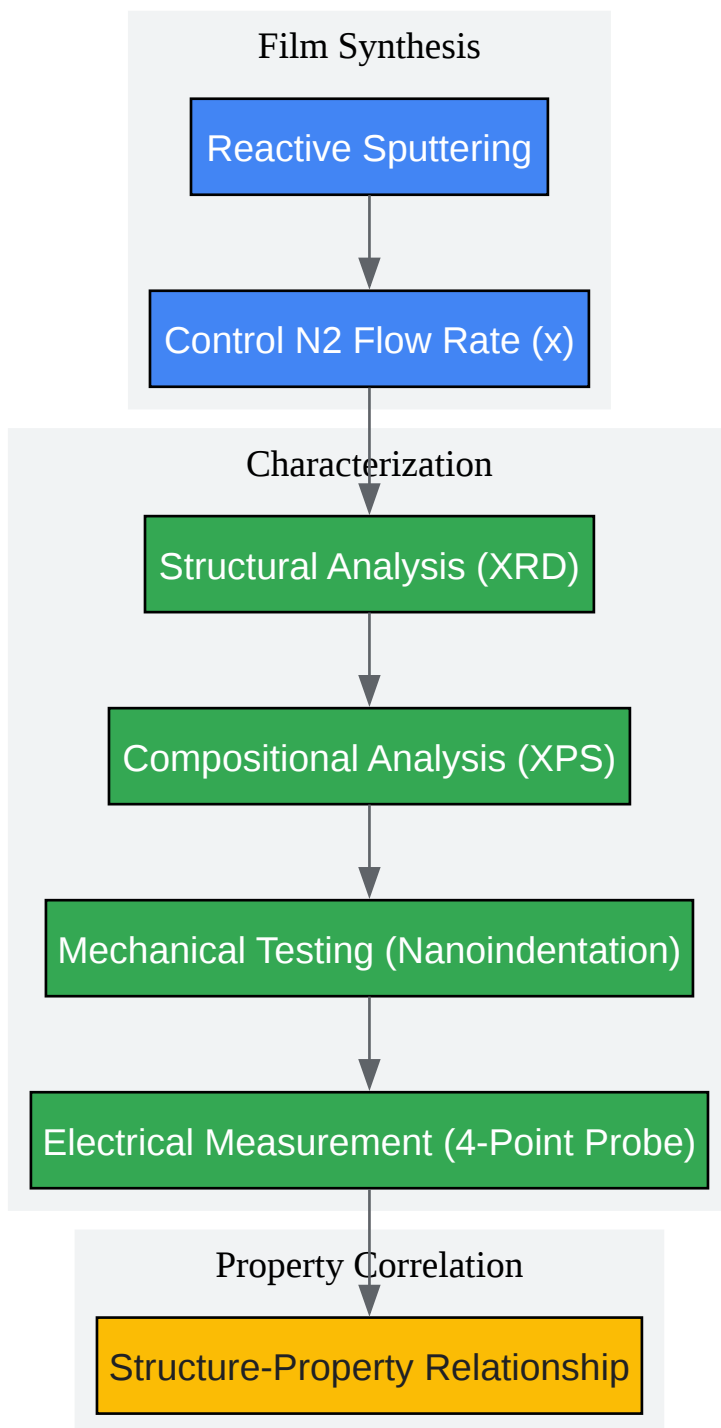 Film Synthesis
Reactive Sputtering
Control N2 Flow Rate (x)
Characterization
Structural Analysis (XRD)
Compositional Analysis (XPS)
Mechanical Testing (Nanoindentation)
Electrical Measurement (4-Point Probe)
Property Correlation
Structure-Property Relationship